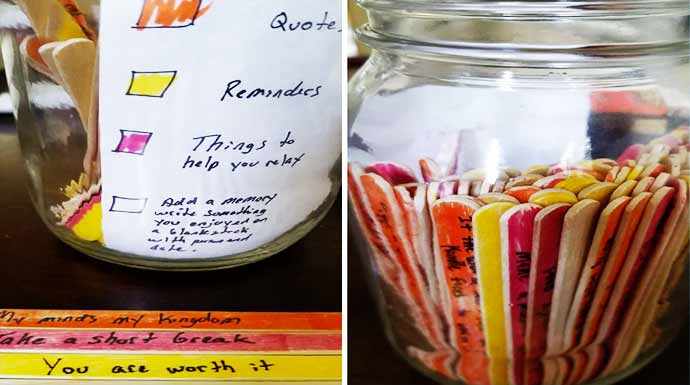 Quote
Reminders
Things to
help you relax
Add a memory
write something
you enjoyed on
a blank stick
with pen and
date.
My minds my kingdom
Take a short break
You are worth it